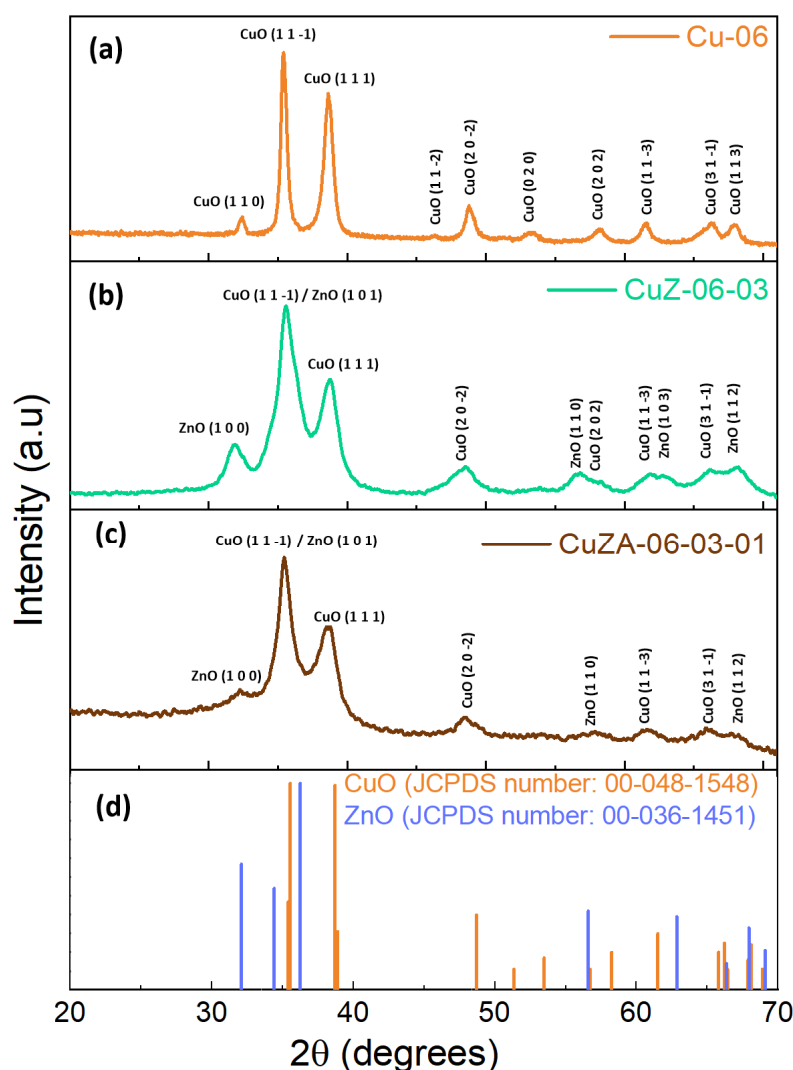 (a)
CuO (1 1 -1)
Cu-06
CuO (1 1 1)
CuO (1 1 0)
CuO (1 1 -2)
CuO (2 0 -2)
CuO (0 2 0)
CuO (2 0 2)
CuO (1 1 -3)
CuO (3 1 -1)
CuO (1 1 3)
(b)
CuZ-06-03
CuO (1 1 -1) / ZnO (1 0 1)
CuO (1 1 1)
ZnO (1 0 0)
CuO (2 0 -2)
ZnO (1 1 0)
CuO (2 0 2)
CuO (1 1 -3)
ZnO (1 0 3)
CuO (3 1 -1)
ZnO (1 1 2)
(c)
CuO (1 1 -1) / ZnO (1 0 1)
CuZA-06-03-01
CuO (1 1 1)
ZnO (1 0 0)
CuO (2 0 -2)
ZnO (1 1 0)
CuO (1 1 -3)
CuO (3 1 -1)
ZnO (1 1 2)
(d)
CuO (JCPDS number: 00-048-1548)
ZnO (JCPDS number: 00-036-1451)
Intensity (a.u)
20 30 40 50 60 70
2θ (degrees)